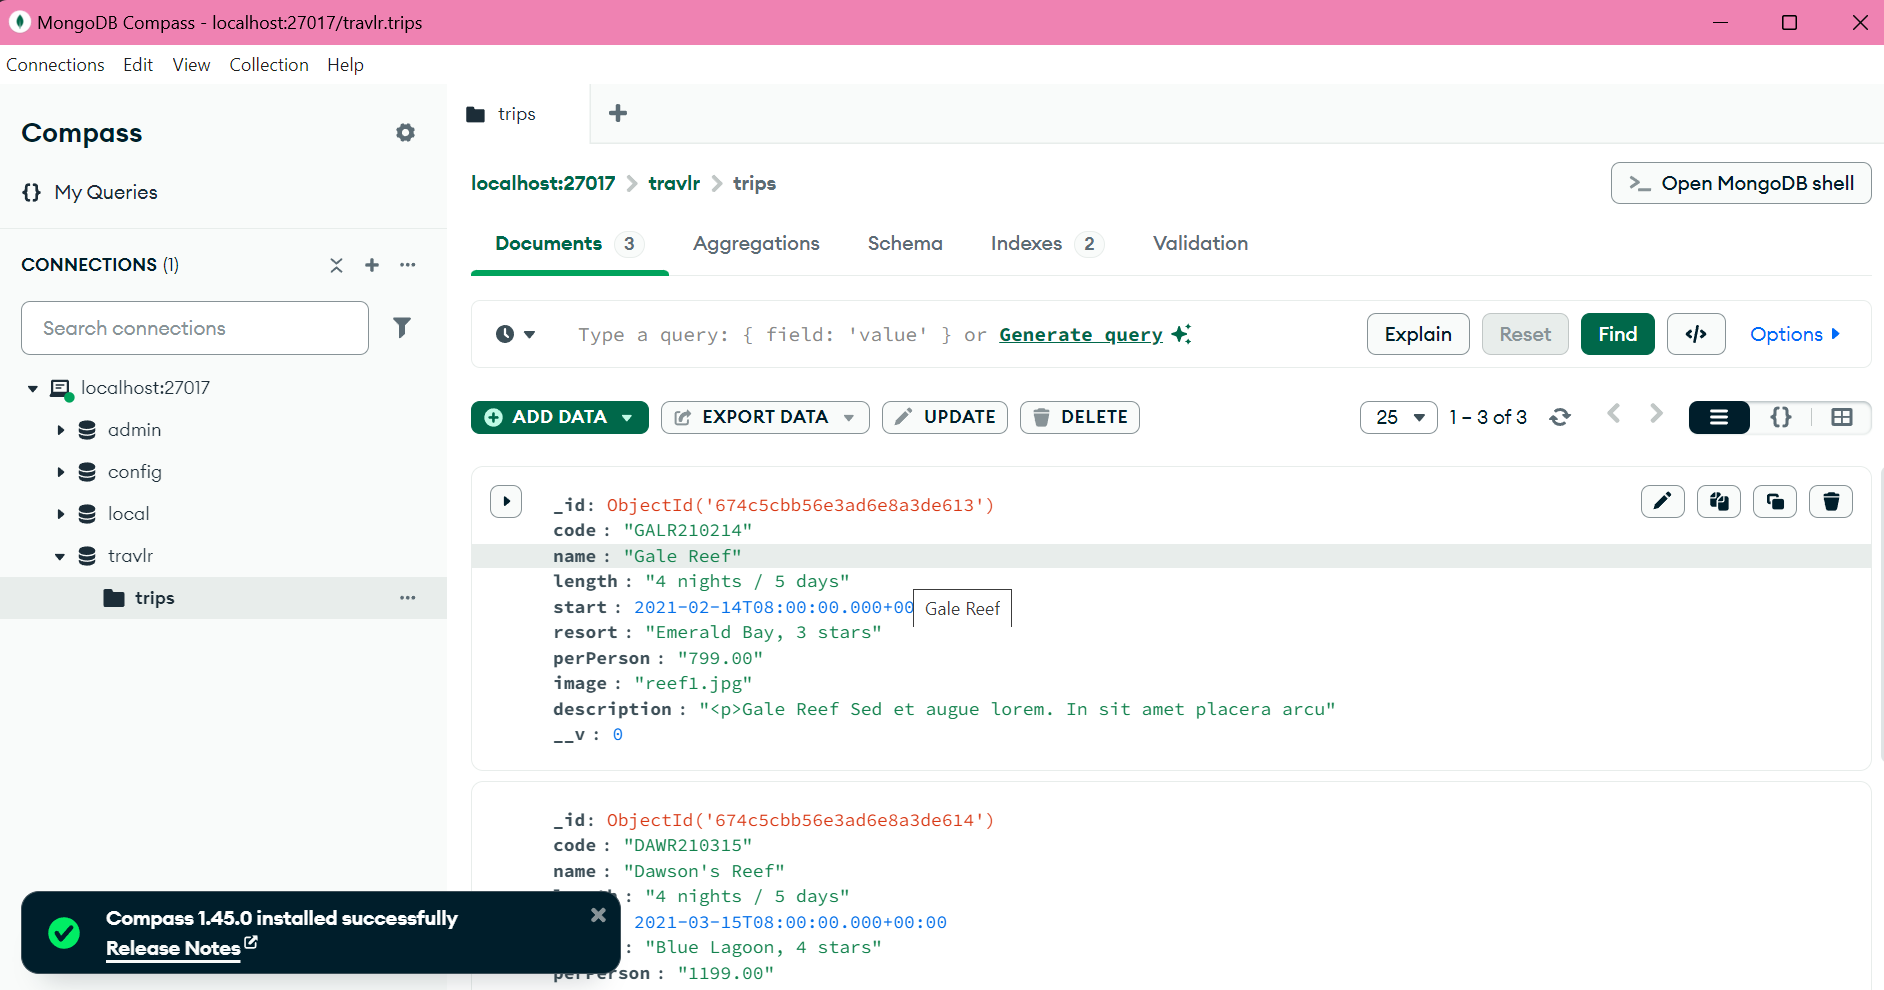 MongoDB Compass - localhost:27017/travlr.trips
Connections Edit View Collection Help
Compass
{} My Queries
CONNECTIONS (1)
Search connections
localhost:27017
admin
config
local
travlr
trips
trips
localhost:27017 > travlr > trips
>_ Open MongoDB shell
Documents 3 Aggregations Schema Indexes 2 Validation
Type a query: { field: 'value' } or Generate query
Explain Reset Find </> Options
ADD DATA EXPORT DATA UPDATE DELETE
25 1 – 3 of 3 {}
_id: ObjectId('674c5cbb56e3ad6e8a3de613')
code : "GALR210214"
name : "Gale Reef"
length : "4 nights / 5 days"
start : 2021-02-14T08:00:00.000+00
Gale Reef
resort : "Emerald Bay, 3 stars"
perPerson : "799.00"
image : "reef1.jpg"
description : "<p>Gale Reef Sed et augue lorem. In sit amet placera arcu"
__v : 0
_id: ObjectId('674c5cbb56e3ad6e8a3de614')
code : "DAWR210315"
name : "Dawson's Reef"
: "4 nights / 5 days"
2021-03-15T08:00:00.000+00:00
: "Blue Lagoon, 4 stars"
perPerson : "1199.00"
Compass 1.45.0 installed successfully
Release Notes